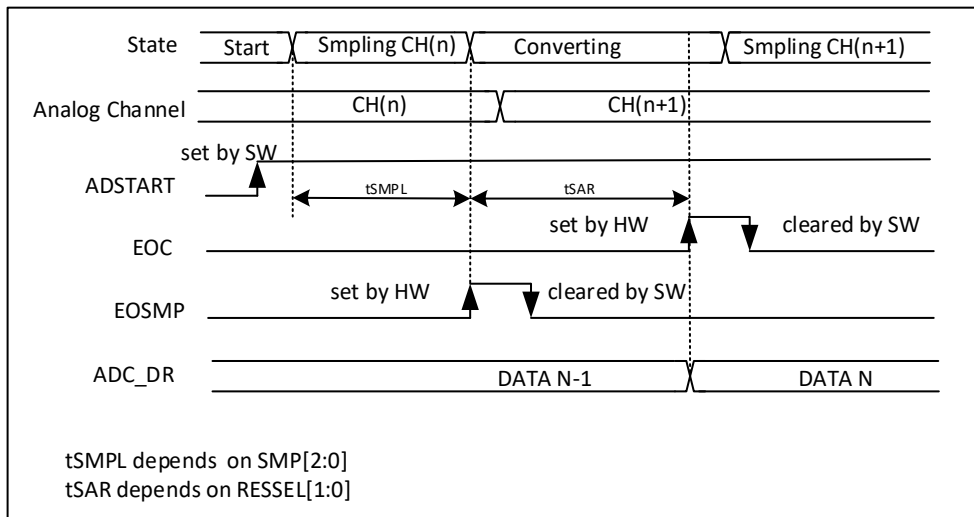 State Start Smpling CH(n) Converting Smpling CH(n+1)
Analog Channel CH(n) CH(n+1)
set by SW
ADSTART
tSMPL tSAR
set by HW cleared by SW
EOC
set by HW cleared by SW
EOSMP
ADC_DR DATA N-1 DATA N
tSMPL depends on SMP[2:0]
tSAR depends on RESSEL[1:0]